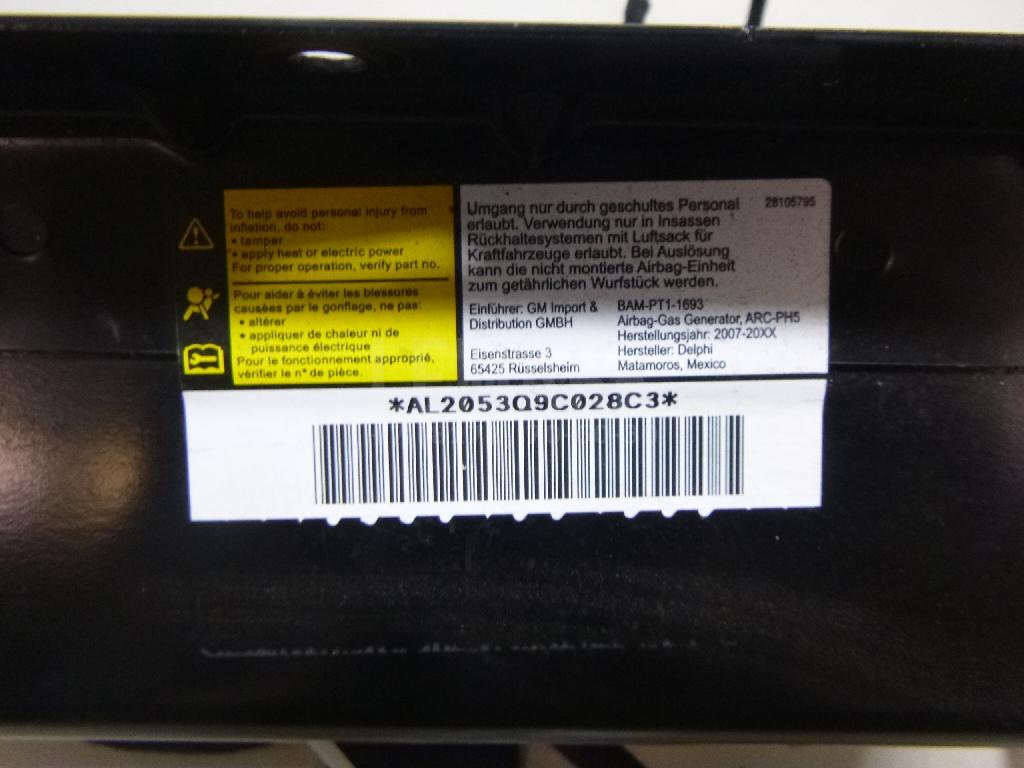 To help avoid personal injury from
inflation, do not:
• tamper
• apply heat or electric power
For proper operation, verify part no.
Pour aider à éviter les blessures
causées par le gonflage, ne pas:
• altérer
• appliquer de chaleur ni de
puissance électrique
Pour le fonctionnement approprié,
vérifier le n° de pièce.
Umgang nur durch geschultes Personal
erlaubt. Verwendung nur in Insassen
Rückhaltesystemen mit Luftsack für
Kraftfahrzeuge erlaubt. Bei Auslösung
kann die nicht montierte Airbag-Einheit
zum getährlichen Wurfstück werden.
28105795
Einführer: GM Import &
Distribution GMBH
Eisenstrasse 3
65425 Rüsselsheim
BAM-PT1-1693
Airbag-Gas Generator, ARC-PH5
Herstellungsjahr: 2007-20XX
Hersteller: Delphi
Matamoros, Mexico
*AL2053Q9C028C3*